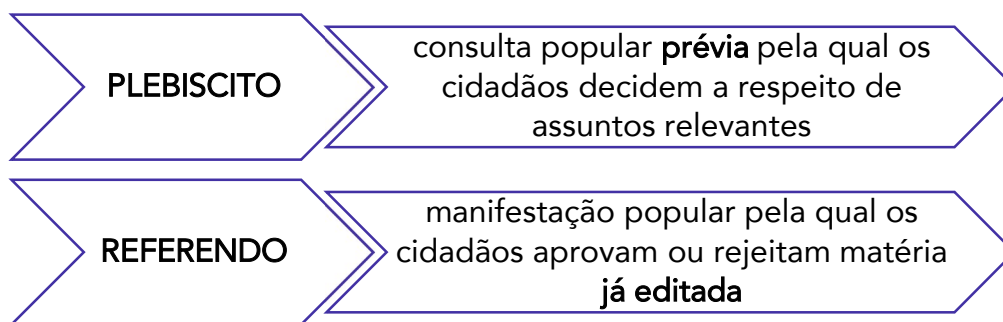 PLEBISCITO
consulta popular prévia pela qual os
cidadãos decidem a respeito de
assuntos relevantes
REFERENDO
manifestação popular pela qual os
cidadãos aprovam ou rejeitam matéria
já editada